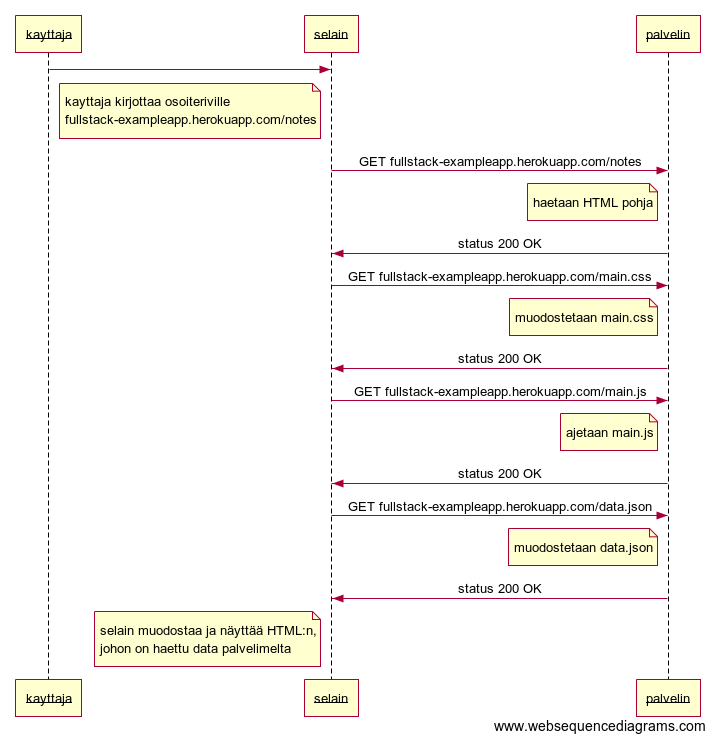 kayttaja selain palvelin
kayttaja kirjottaa osoiteriville
fullstack-exampleapp.herokuapp.com/notes
GET fullstack-exampleapp.herokuapp.com/notes
haetaan HTML pohja
status 200 OK
GET fullstack-exampleapp.herokuapp.com/main.css
muodostetaan main.css
status 200 OK
GET fullstack-exampleapp.herokuapp.com/main.js
ajetaan main.js
status 200 OK
GET fullstack-exampleapp.herokuapp.com/data.json
muodostetaan data.json
status 200 OK
selain muodostaa ja näyttää HTML:n,
johon on haettu data palvelimelta
kayttaja selain palvelin
www.websequencediagrams.com